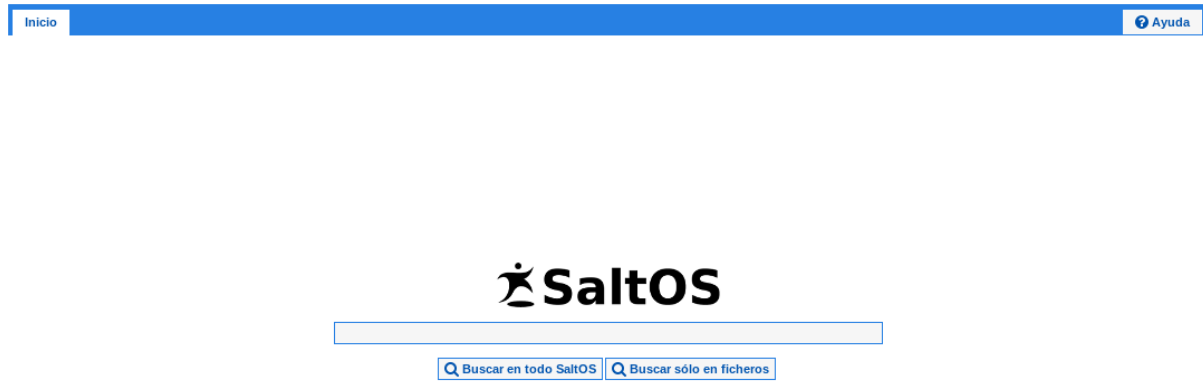 Inicio
Ayuda
SaltOS
Buscar en todo SaltOS
Buscar sólo en ficheros